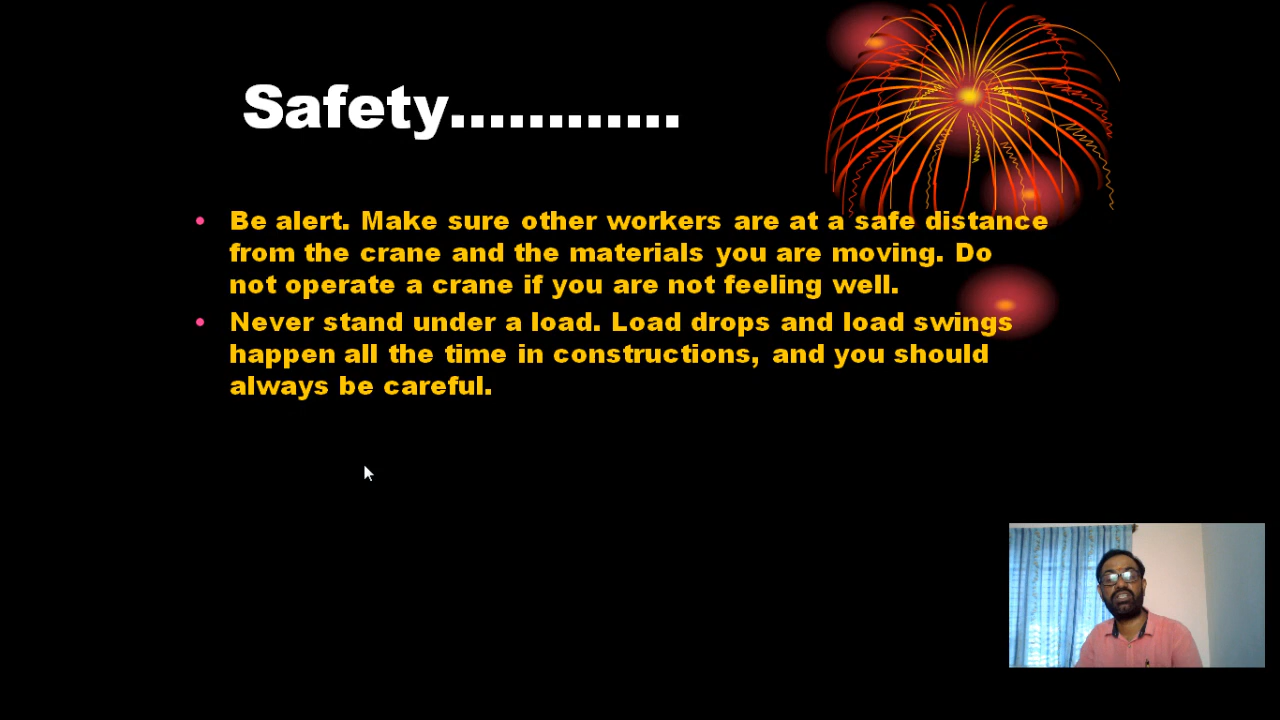 Safety............
• Be alert. Make sure other workers are at a safe distance
from the crane and the materials you are moving. Do
not operate a crane if you are not feeling well.
• Never stand under a load. Load drops and load swings
happen all the time in constructions, and you should
always be careful.